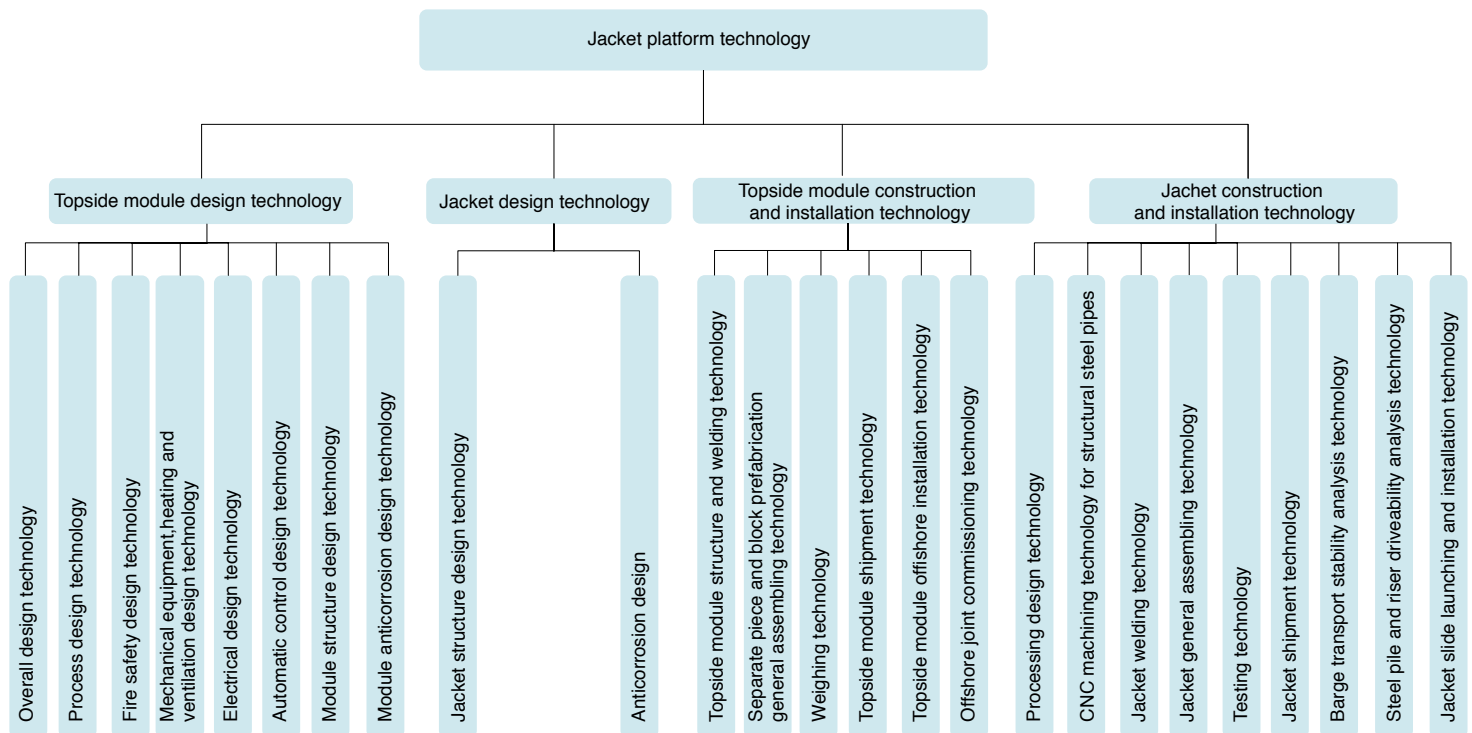 Jacket platform technology
Topside module design technology
Jacket design technology
Topside module construction
and installation technology
Jachet construction
and installation technology
Overall design technology
Process design technology
Fire safety design technology
Mechanical equipment,heating and
ventilation design technology
Electrical design technology
Automatic control design technology
Module structure design technology
Module anticorrosion design technology
Jacket structure design technology
Anticorrosion design
Topside module structure and welding technology
Separate piece and block prefabrication
general assembling technology
Weighing technology
Topside module shipment technology
Topside module offishore installation technology
Offshore joint commissioning technology
Processing design technology
CNC machining technology for structural steel pipes
Jacket welding technology
Jacket general assembling technology
Testing technology
Jacket shipment technology
Barge transport stability analysis technology
Steel pile and riser driveability analysis technology
Jacket slide launching and installation technology